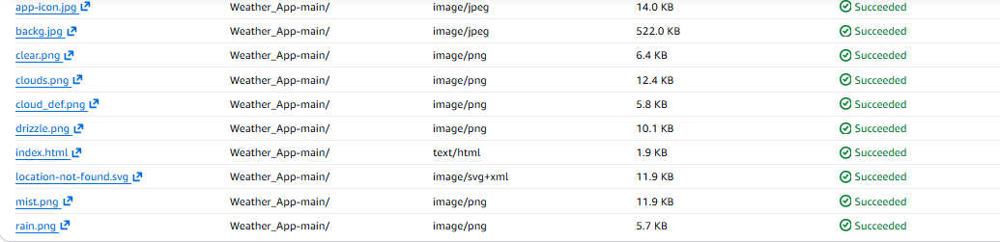 app-icon.jpg Weather_App-main/ image/jpeg 14.0 KB Succeeded
backg.jpg Weather_App-main/ image/jpeg 522.0 KB Succeeded
clear.png Weather_App-main/ image/png 6.4 KB Succeeded
clouds.png Weather_App-main/ image/png 12.4 KB Succeeded
cloud_def.png Weather_App-main/ image/png 5.8 KB Succeeded
drizzle.png Weather_App-main/ image/png 10.1 KB Succeeded
index.html Weather_App-main/ text/html 1.9 KB Succeeded
location-not-found.svg Weather_App-main/ image/svg+xml 11.9 KB Succeeded
mist.png Weather_App-main/ image/png 11.9 KB Succeeded
rain.png Weather_App-main/ image/png 5.7 KB Succeeded